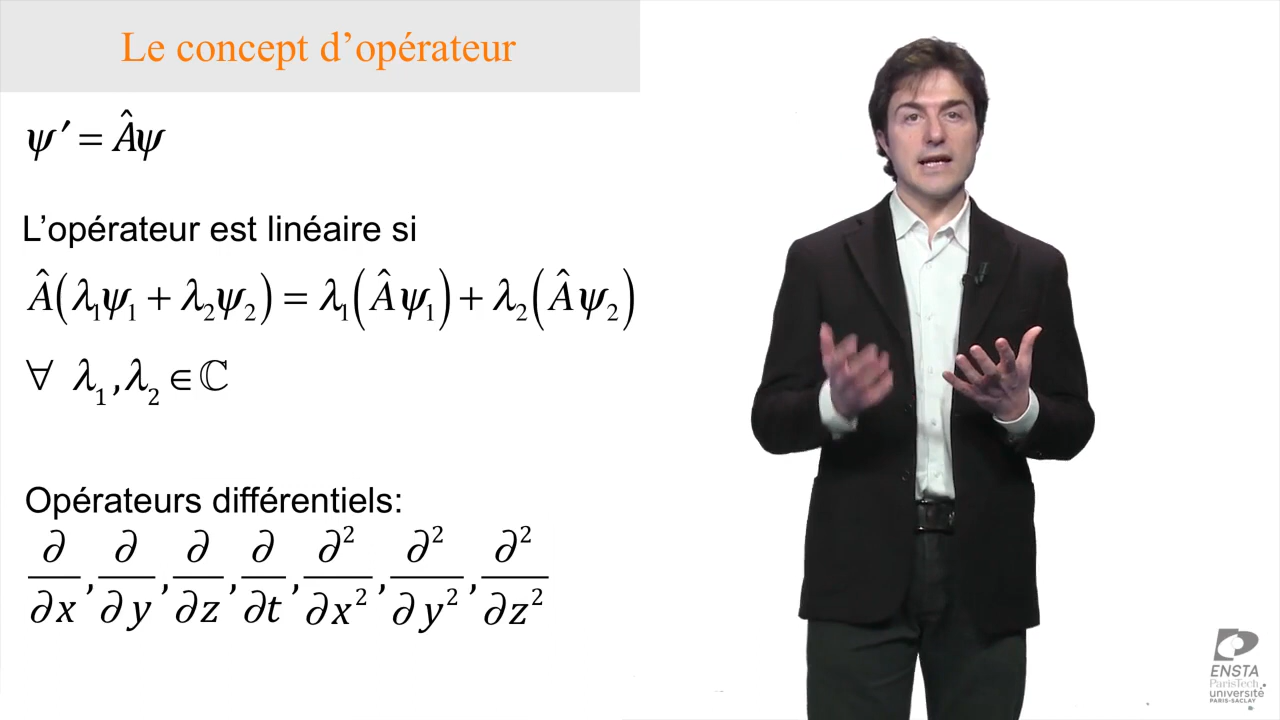 Le concept d'opérateur
ψ′ = Âψ
L'opérateur est linéaire si
Â(λ₁ψ₁ + λ₂ψ₂) = λ₁(Âψ₁) + λ₂(Âψ₂)
∀ λ₁,λ₂ ∈ ℂ
Opérateurs différentiels:
∂/∂x, ∂/∂y, ∂/∂z, ∂/∂t, ∂²/∂x², ∂²/∂y², ∂²/∂z²
ENSTA
ParisTech
université
PARIS-SACLAY